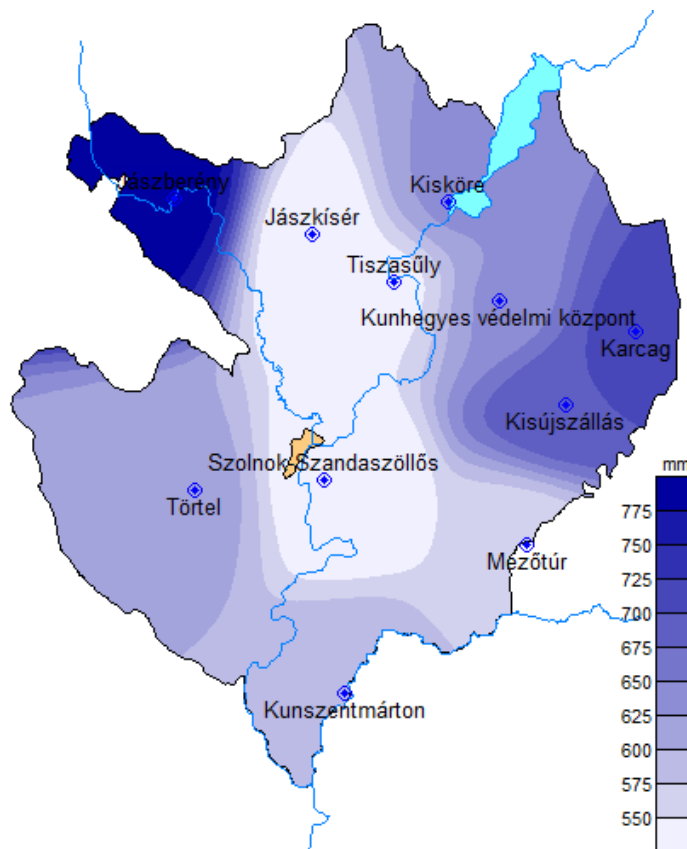 Jászberény
Kisköre
Jászkísér
Tiszasűly
Kunhegyes védelmi központ
Karcag
Kisújszállás
Szolnok-Szandaszöllős
Törtel
mm
775
750
Mezőtúr
725
700
675
650
Kunszentmárton
625
600
575
550